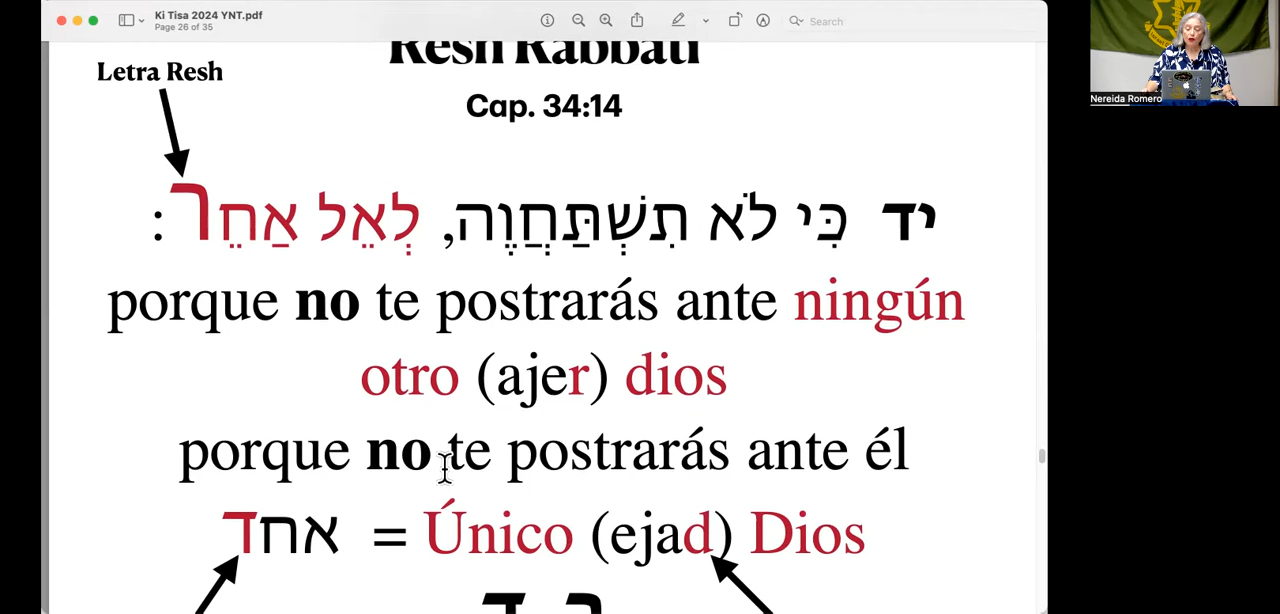 Ki Tisa 2024 YNT.pdf
Page 26 of 35
Search
Nereida Romero
Resh Rabbati
Letra Resh
Cap. 34:14
יד כִּי לֹא תִשְׁתַּחֲוֶה, לְאֵל אַחֵר:
porque no te postrarás ante ningún
otro (ajer) dios
porque no te postrarás ante él
אחד = Único (ejad) Dios
ר ד